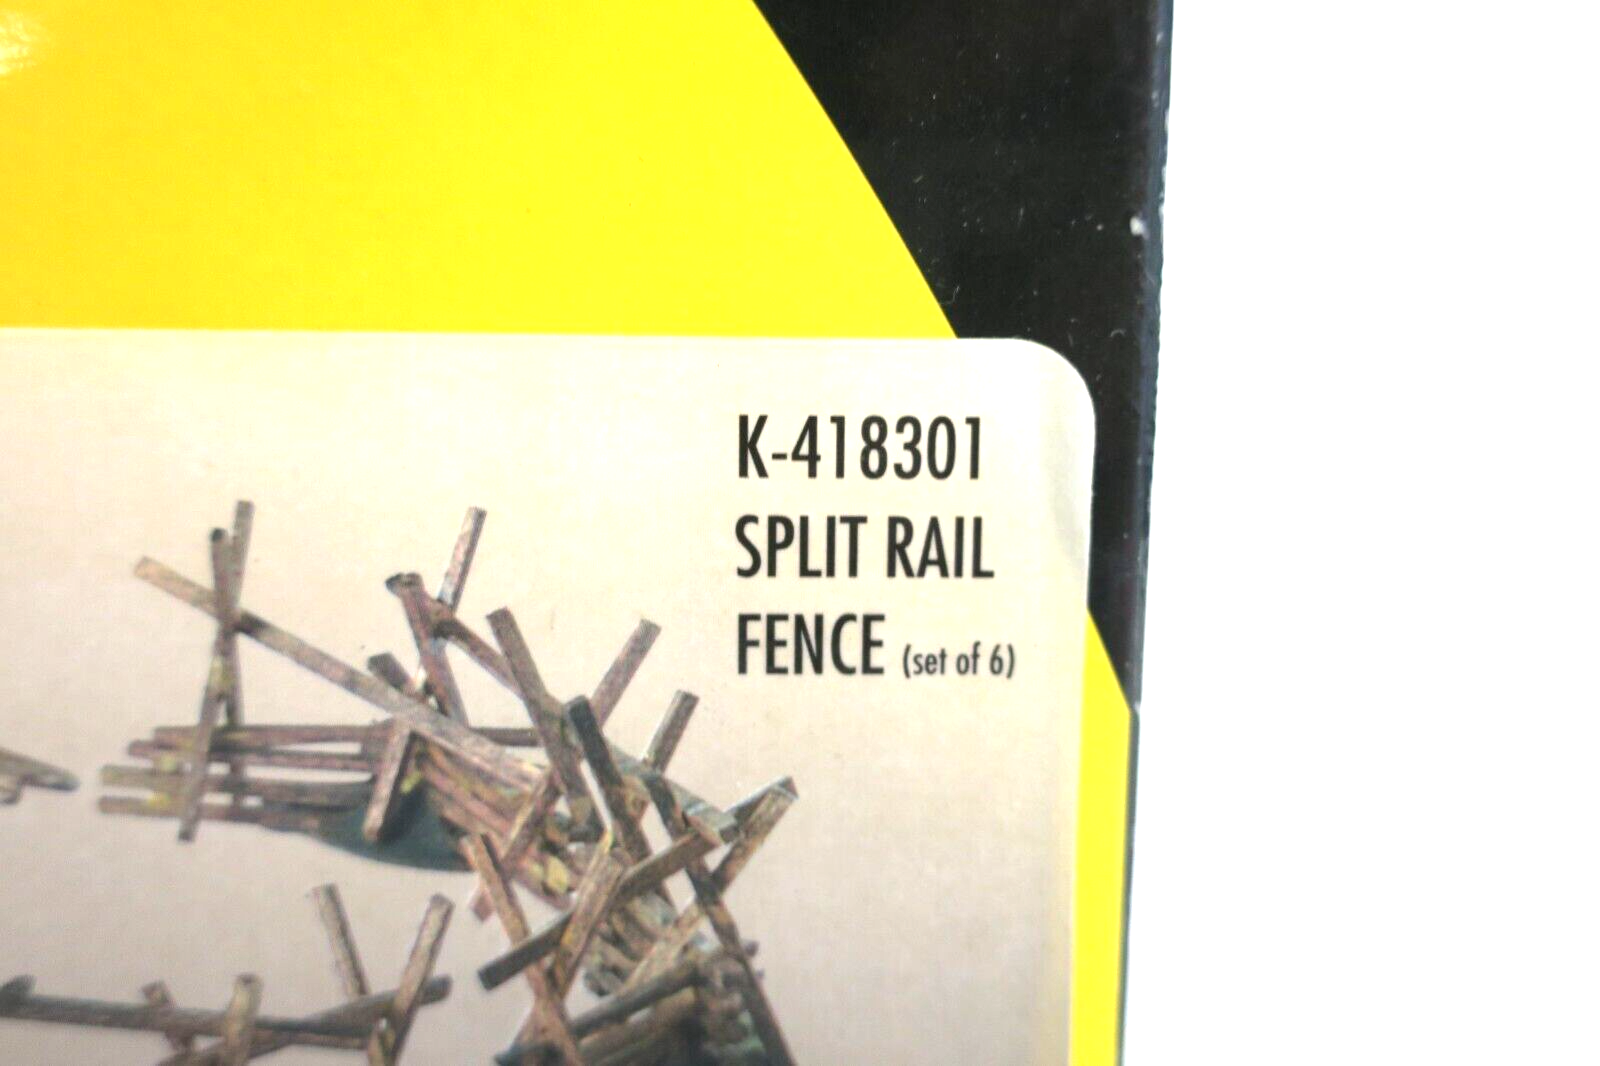 K-418301
SPLIT RAIL
FENCE (set of 6)